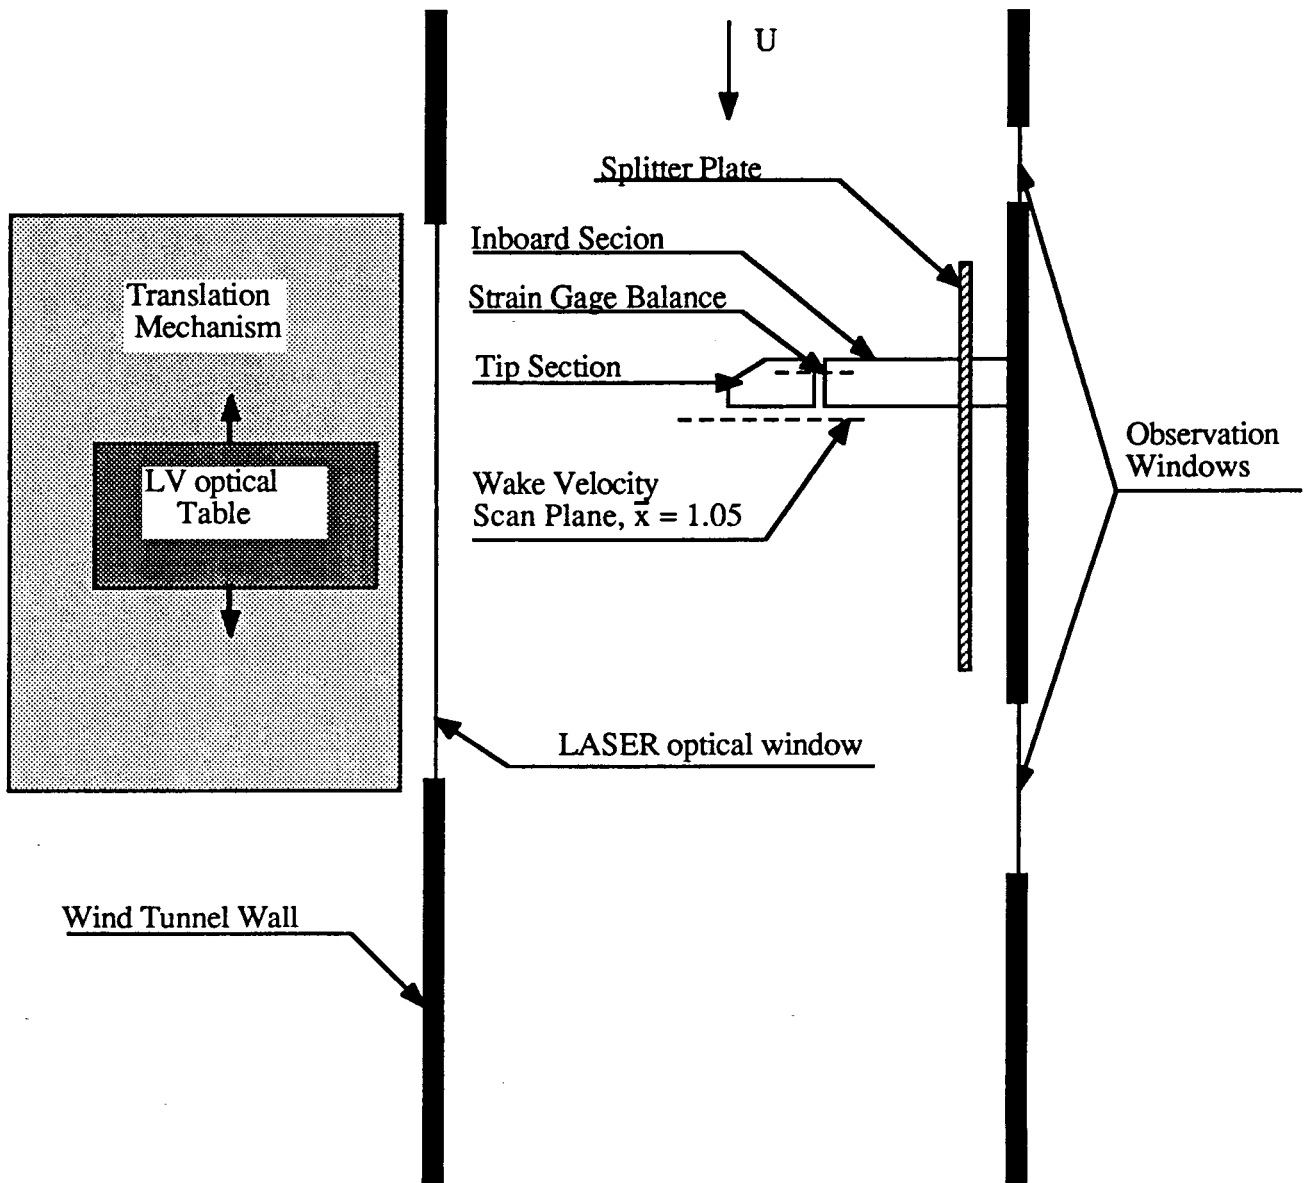 U
Splitter Plate
Inboard Secion
Strain Gage Balance
Tip Section
Translation
Mechanism
LV optical
Table
Wake Velocity
Scan Plane, x̄ = 1.05
Observation
Windows
LASER optical window
Wind Tunnel Wall